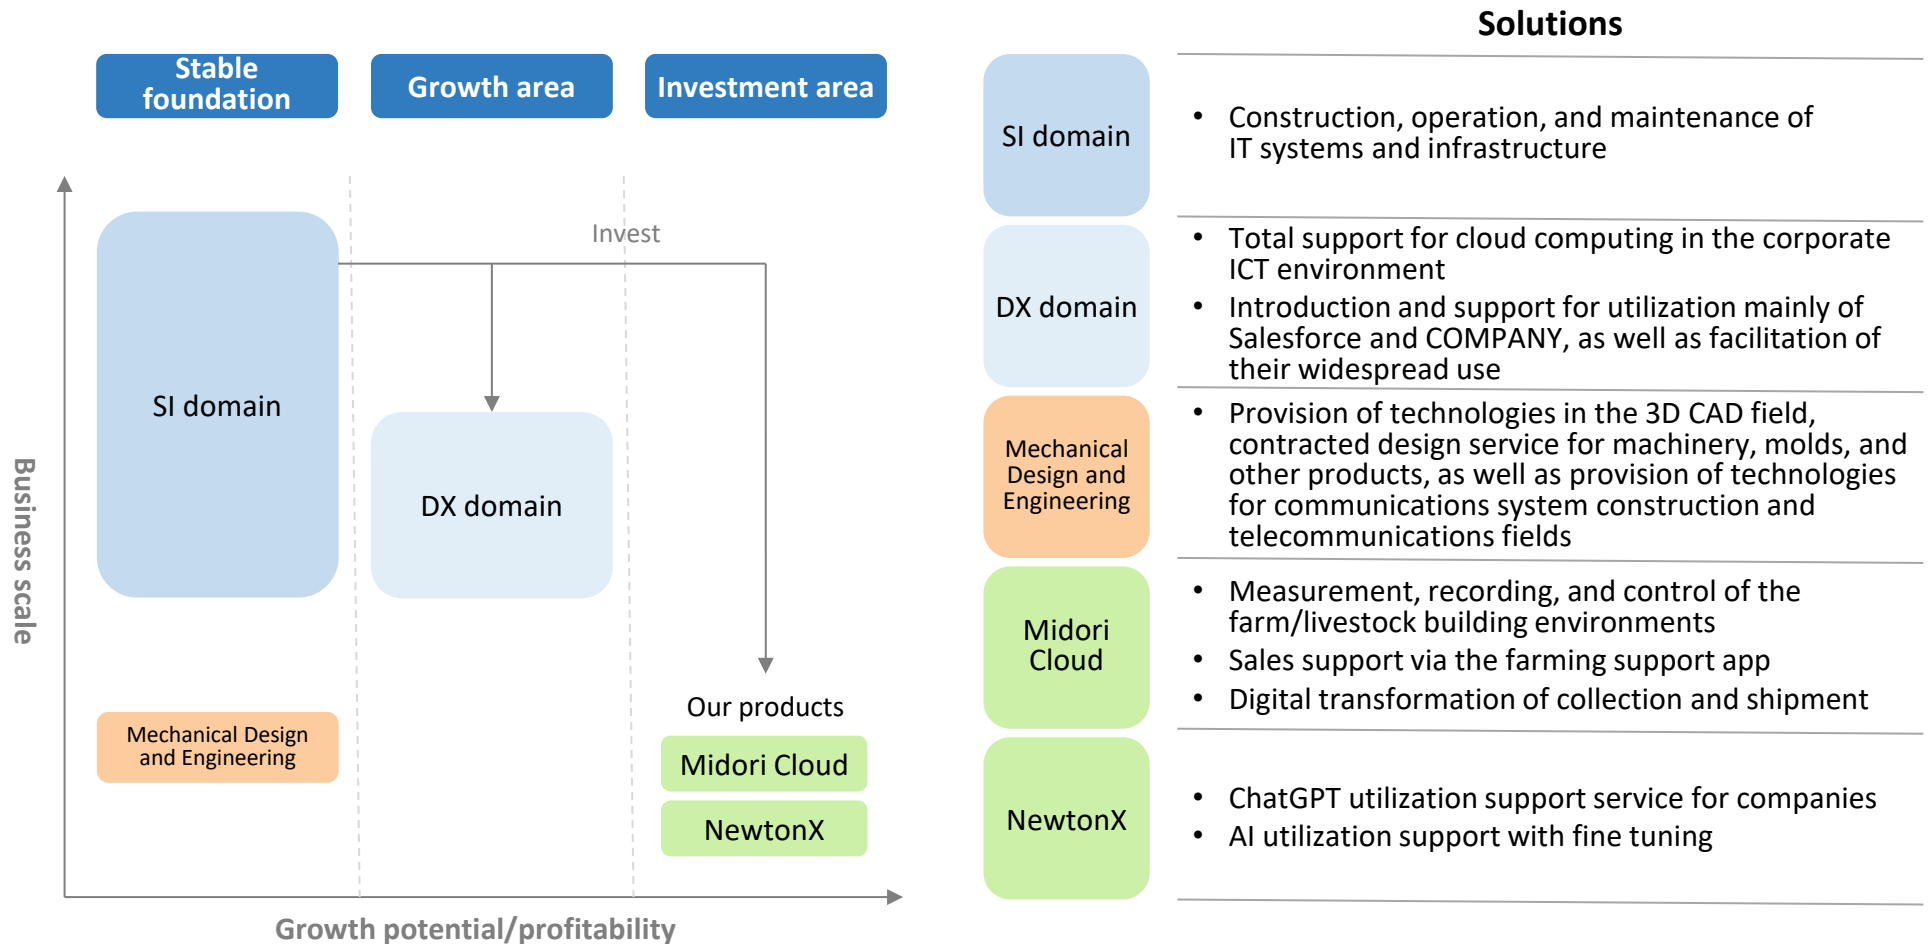 Stable
foundation
Growth area
Investment area
Business scale
Invest
SI domain
DX domain
Mechanical Design
and Engineering
Our products
Midori Cloud
NewtonX
Growth potential/profitability
Solutions
SI domain
• Construction, operation, and maintenance of
IT systems and infrastructure
DX domain
• Total support for cloud computing in the corporate
ICT environment
• Introduction and support for utilization mainly of
Salesforce and COMPANY, as well as facilitation of
their widespread use
Mechanical
Design and
Engineering
• Provision of technologies in the 3D CAD field,
contracted design service for machinery, molds, and
other products, as well as provision of technologies
for communications system construction and
telecommunications fields
Midori
Cloud
• Measurement, recording, and control of the
farm/livestock building environments
• Sales support via the farming support app
• Digital transformation of collection and shipment
NewtonX
• ChatGPT utilization support service for companies
• AI utilization support with fine tuning